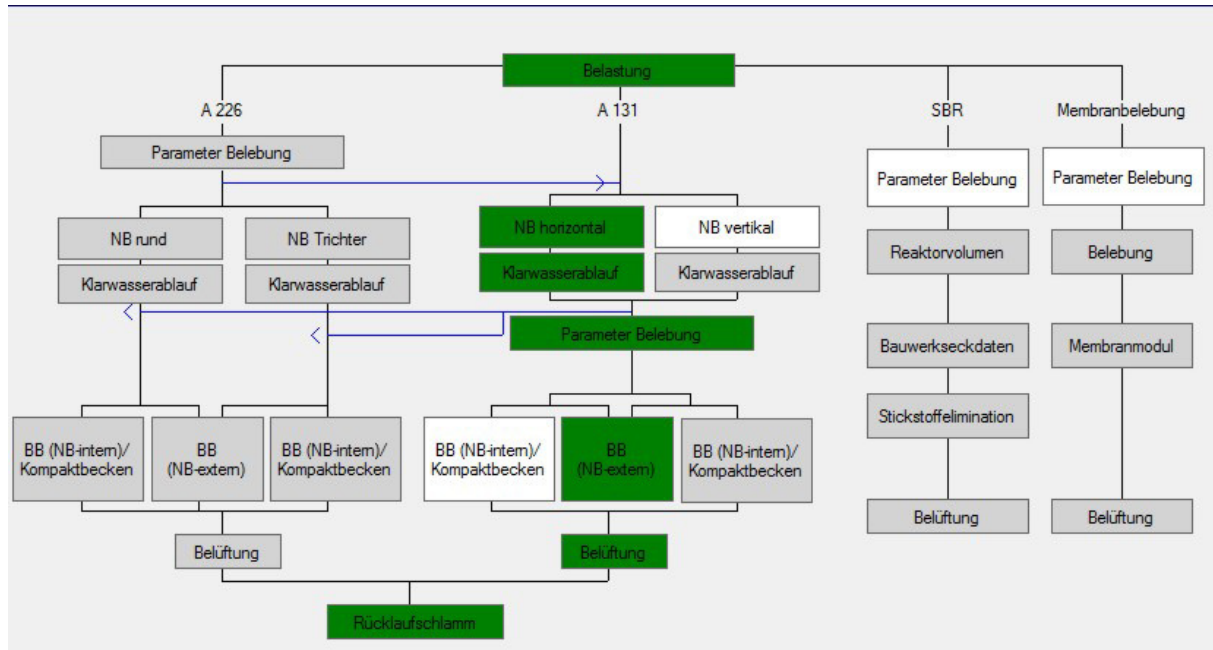 Belastung
A 226
A 131
SBR
Membranbelebung
Parameter Belebung
Parameter Belebung
Parameter Belebung
NB rund
NB Trichter
NB horizontal
NB vertikal
Reaktorvolumen
Belebung
Klarwasserablauf
Klarwasserablauf
Klarwasserablauf
Klarwasserablauf
Parameter Belebung
Bauwerkseckdaten
Membranmodul
Stickstoffelimination
BB (NB-intern)/
Kompaktbecken
BB
(NB-extern)
BB (NB-intern)/
Kompaktbecken
BB (NB-intern)/
Kompaktbecken
BB
(NB-extern)
BB (NB-intern)/
Kompaktbecken
Belüftung
Belüftung
Belüftung
Belüftung
Rücklaufschlamm